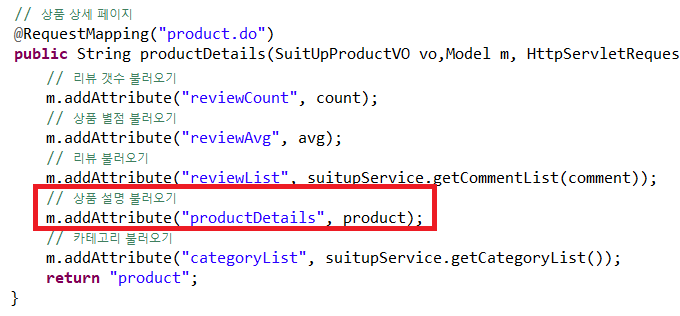 // 상품 상세 페이지
@RequestMapping("product.do")
public String productDetails(SuitUpProductVO vo,Model m, HttpServletReques
// 리뷰 갯수 불러오기
m.addAttribute("reviewCount", count);
// 상품 별점 불러오기
m.addAttribute("reviewAvg", avg);
// 리뷰 불러오기
m.addAttribute("reviewList", suitupService.getCommentList(comment));
// 상품 설명 불러오기
m.addAttribute("productDetails", product);
// 카테고리 불러오기
m.addAttribute("categoryList", suitupService.getCategoryList());
return "product";
}